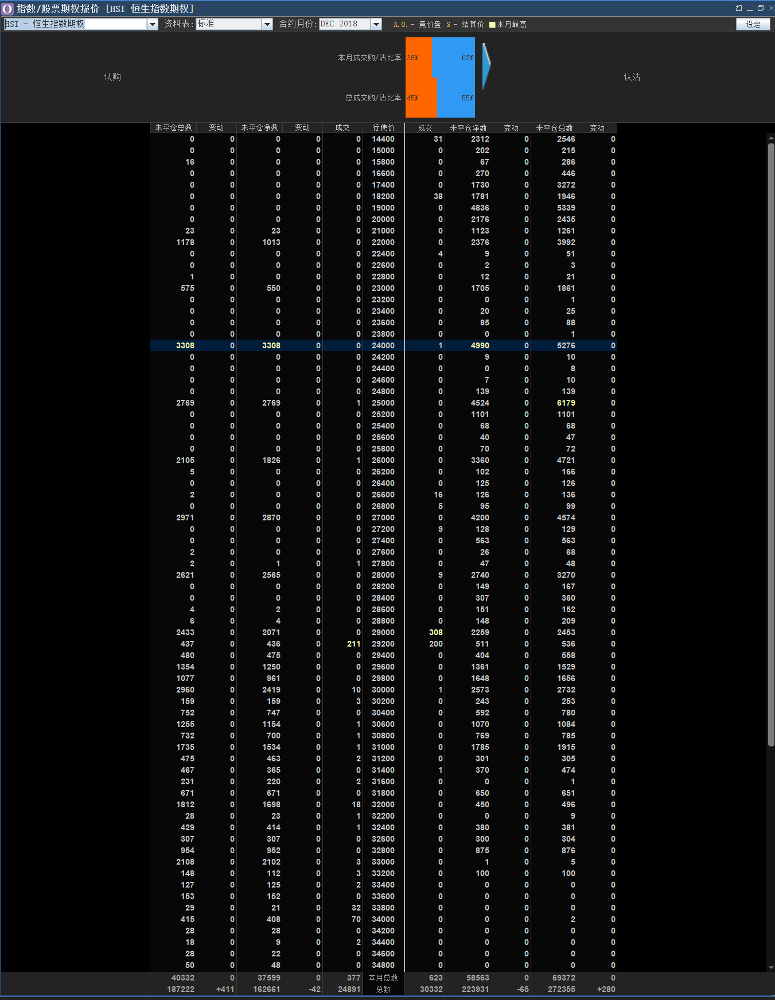 指数/股票期权报价 [HSI 恒生指数期权]
HSI - 恒生指数期权 资料表: 标准 合约月份: DEC 2018 A.O.- 竞价盘 S - 结算价 本月最高 设定
本月成交购/沽比率 38% 62%
认购 认沽
总成交购/沽比率 45% 55%
未平仓总数 变动 未平仓净数 变动 成交 行使价 成交 未平仓净数 变动 未平仓总数 变动
0 0 0 0 0 14400 31 2312 0 2546 0
0 0 0 0 0 15000 0 202 0 215 0
16 0 0 0 0 15800 0 67 0 286 0
0 0 0 0 0 16600 0 270 0 446 0
0 0 0 0 0 17400 0 1730 0 3272 0
0 0 0 0 0 18200 38 1781 0 1946 0
0 0 0 0 0 19000 0 4836 0 5339 0
0 0 0 0 0 20000 0 2176 0 2435 0
23 0 23 0 0 21000 0 1123 0 1261 0
1178 0 1013 0 0 22000 0 2376 0 3992 0
0 0 0 0 0 22400 4 9 0 51 0
0 0 0 0 0 22600 0 2 0 3 0
1 0 0 0 0 22800 0 12 0 21 0
575 0 550 0 0 23000 0 1705 0 1861 0
0 0 0 0 0 23200 0 0 0 1 0
0 0 0 0 0 23400 0 20 0 25 0
0 0 0 0 0 23600 0 85 0 88 0
0 0 0 0 0 23800 0 0 0 1 0
3308 0 3308 0 0 24000 1 4990 0 5276 0
0 0 0 0 0 24200 0 9 0 10 0
0 0 0 0 0 24400 0 0 0 8 0
0 0 0 0 0 24600 0 7 0 10 0
0 0 0 0 0 24800 0 139 0 139 0
2769 0 2769 0 1 25000 0 4524 0 6179 0
0 0 0 0 0 25200 0 1101 0 1101 0
0 0 0 0 0 25400 0 68 0 68 0
0 0 0 0 0 25600 0 40 0 47 0
0 0 0 0 0 25800 0 70 0 72 0
2105 0 1826 0 1 26000 0 3360 0 4721 0
5 0 0 0 0 26200 0 102 0 166 0
0 0 0 0 0 26400 0 125 0 126 0
2 0 0 0 0 26600 16 126 0 136 0
0 0 0 0 0 26800 5 95 0 99 0
2971 0 2870 0 0 27000 0 4200 0 4574 0
0 0 0 0 0 27200 9 128 0 129 0
0 0 0 0 0 27400 0 563 0 563 0
2 0 0 0 0 27600 0 26 0 68 0
2 0 1 0 1 27800 0 47 0 48 0
2621 0 2565 0 0 28000 9 2740 0 3270 0
0 0 0 0 0 28200 0 149 0 167 0
0 0 0 0 0 28400 0 307 0 360 0
4 0 2 0 0 28600 0 151 0 152 0
6 0 4 0 0 28800 0 148 0 209 0
2433 0 2071 0 0 29000 308 2259 0 2453 0
437 0 436 0 211 29200 200 511 0 536 0
480 0 475 0 0 29400 0 404 0 558 0
1354 0 1250 0 0 29600 0 1361 0 1529 0
1077 0 961 0 0 29800 0 1648 0 1656 0
2960 0 2419 0 10 30000 1 2573 0 2732 0
159 0 159 0 3 30200 0 243 0 253 0
752 0 747 0 0 30400 0 592 0 780 0
1255 0 1154 0 1 30600 0 1070 0 1084 0
732 0 700 0 1 30800 0 769 0 785 0
1735 0 1534 0 1 31000 0 1785 0 1915 0
475 0 463 0 2 31200 0 301 0 305 0
467 0 365 0 0 31400 1 370 0 474 0
231 0 220 0 2 31600 0 0 0 1 0
671 0 671 0 0 31800 0 650 0 651 0
1812 0 1698 0 18 32000 0 450 0 496 0
28 0 23 0 1 32200 0 0 0 9 0
429 0 414 0 1 32400 0 380 0 381 0
307 0 307 0 0 32600 0 300 0 304 0
954 0 952 0 0 32800 0 875 0 876 0
2108 0 2102 0 3 33000 0 1 0 5 0
148 0 112 0 3 33200 0 100 0 100 0
127 0 125 0 2 33400 0 0 0 0 0
153 0 152 0 0 33600 0 0 0 0 0
29 0 21 0 32 33800 0 0 0 0 0
415 0 408 0 70 34000 0 0 0 2 0
28 0 28 0 0 34200 0 0 0 0 0
18 0 9 0 2 34400 0 0 0 0 0
28 0 22 0 0 34600 0 0 0 0 0
50 0 48 0 0 34800 0 0 0 0 0
40332 0 37599 0 377 本月总数 623 58563 0 69372 0
187222 +411 162661 -42 24891 总数 30332 223931 -65 272355 +280